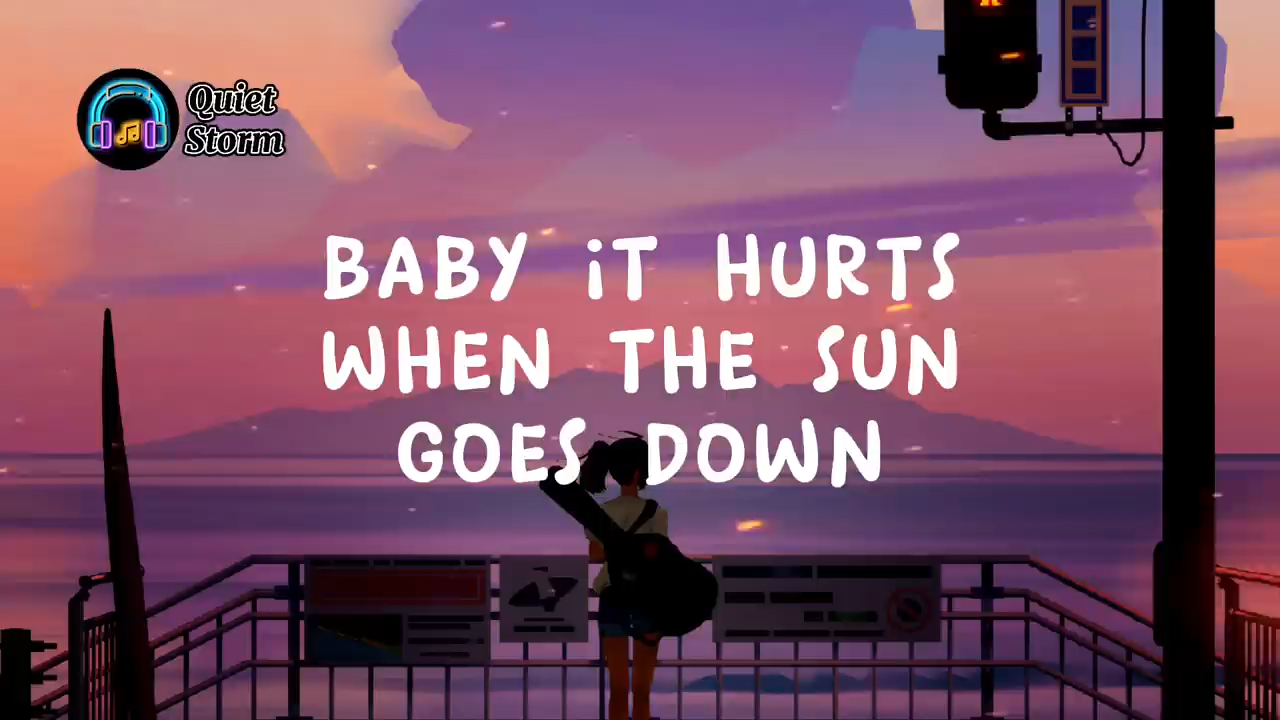 Quiet
Storm
BABY iT HURTS
WHEN THE SUN
GOES DOWN